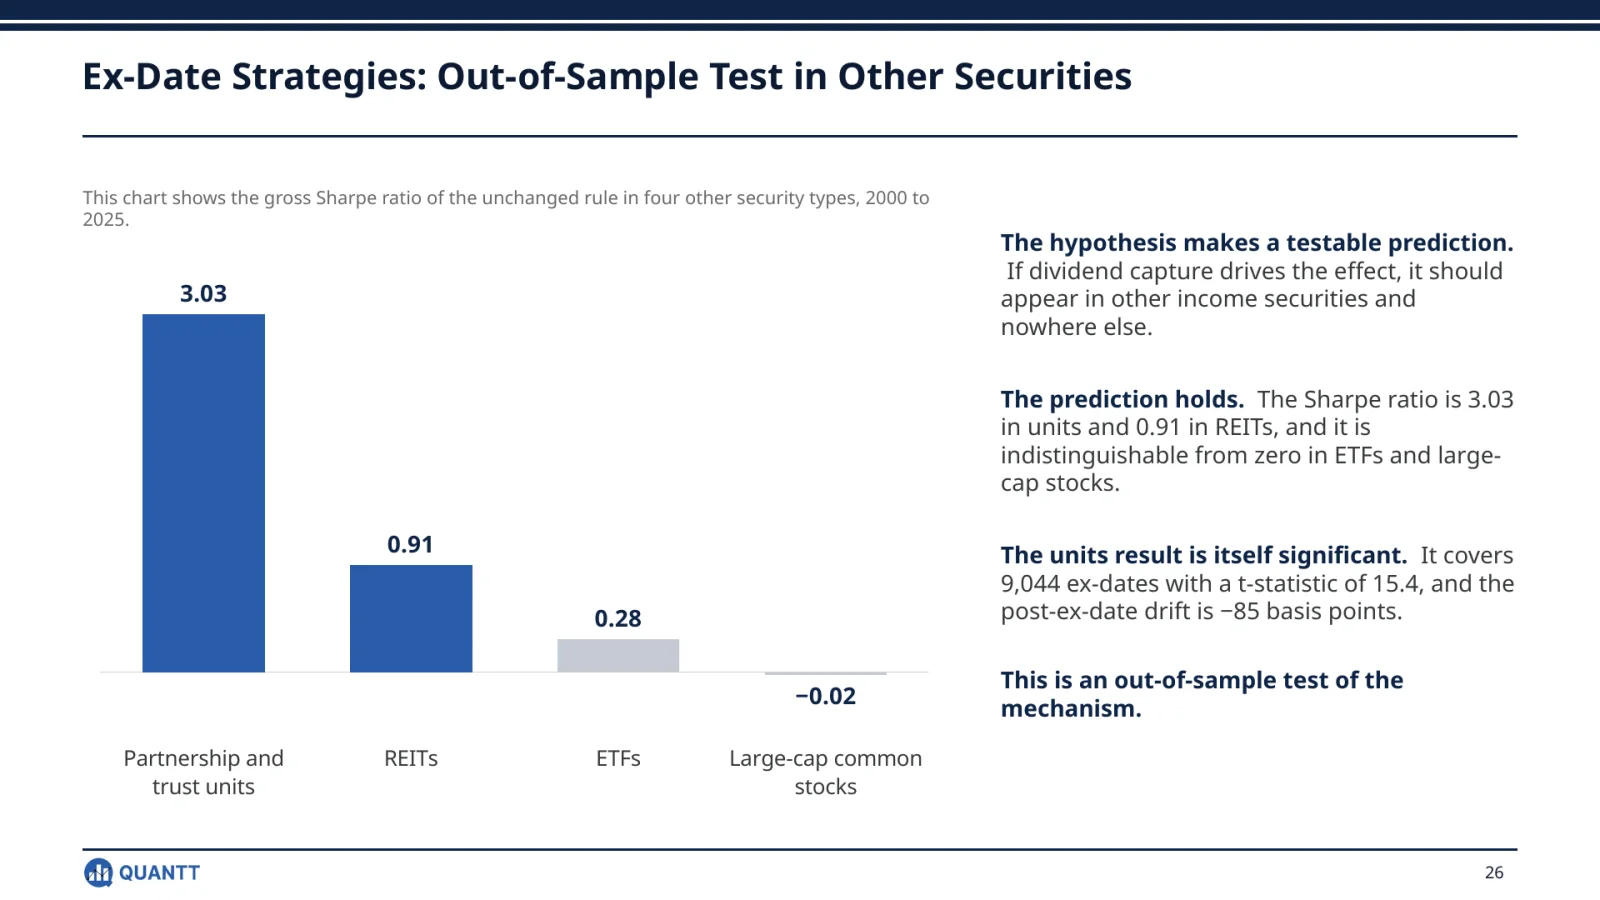 Ex-Date Strategies: Out-of-Sample Test in Other Securities
This chart shows the gross Sharpe ratio of the unchanged rule in four other security types, 2000 to
2025.
3.03
0.91
0.28
−0.02
Partnership and
trust units
REITs
ETFs
Large-cap common
stocks
The hypothesis makes a testable prediction.
If dividend capture drives the effect, it should
appear in other income securities and
nowhere else.
The prediction holds. The Sharpe ratio is 3.03
in units and 0.91 in REITs, and it is
indistinguishable from zero in ETFs and large-
cap stocks.
The units result is itself significant. It covers
9,044 ex-dates with a t-statistic of 15.4, and the
post-ex-date drift is −85 basis points.
This is an out-of-sample test of the
mechanism.
QUANTT
26